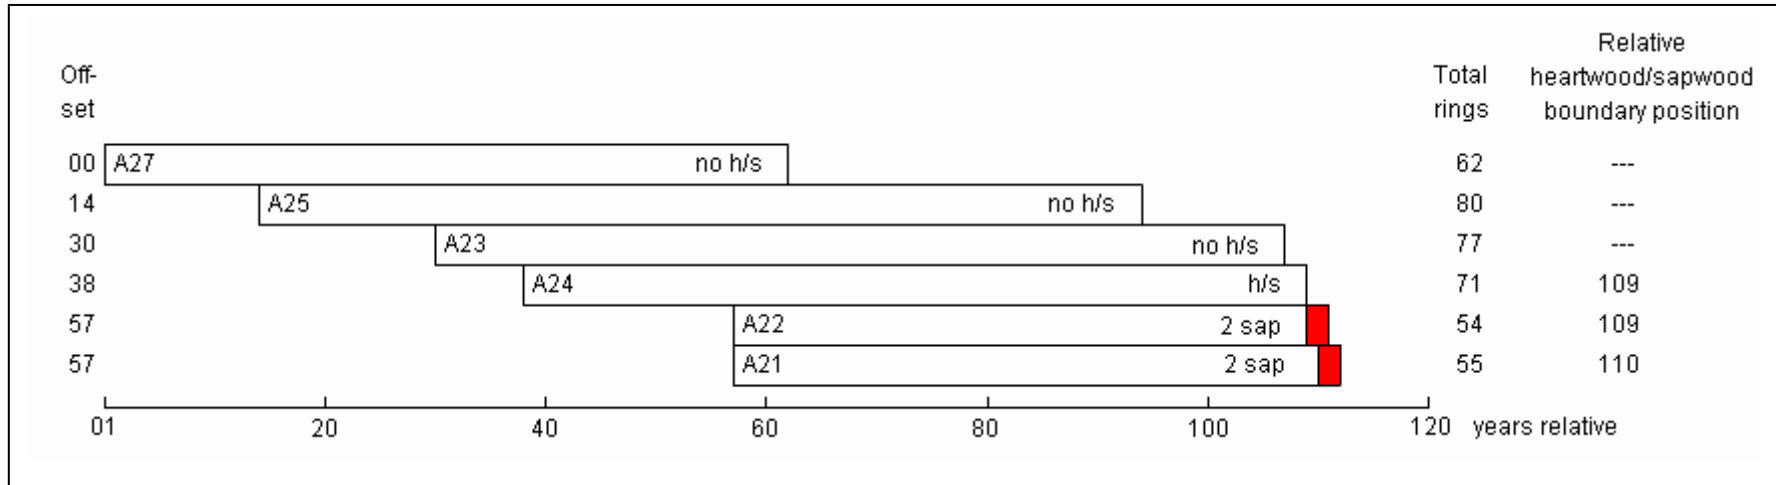 Relative
Off- Total heartwood/sapwood
set rings boundary position
00 A27 no h/s 62 ---
14 A25 no h/s 80 ---
30 A23 no h/s 77 ---
38 A24 h/s 71 109
57 A22 2 sap 54 109
57 A21 2 sap 55 110
01 20 40 60 80 100 120 years relative